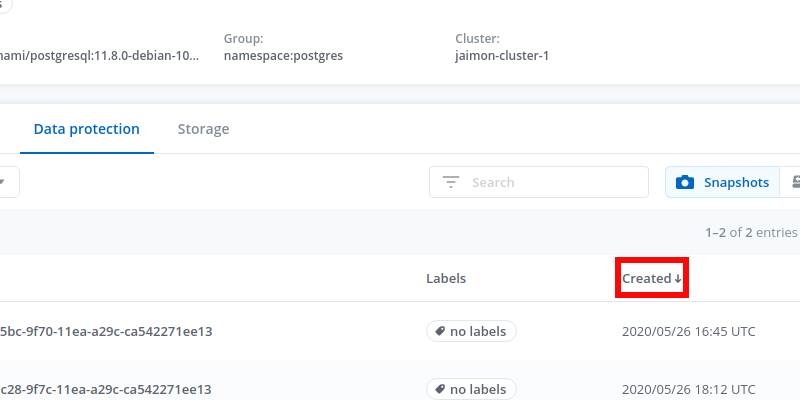 Group:
Cluster:
nami/postgresql:11.8.0-debian-10...
namespace:postgres
jaimon-cluster-1
Data protection
Storage
Search
Snapshots
1–2 of 2 entries
Labels
Created
5bc-9f70-11ea-a29c-ca542271ee13
no labels
2020/05/26 16:45 UTC
c28-9f7c-11ea-a29c-ca542271ee13
no labels
2020/05/26 18:12 UTC